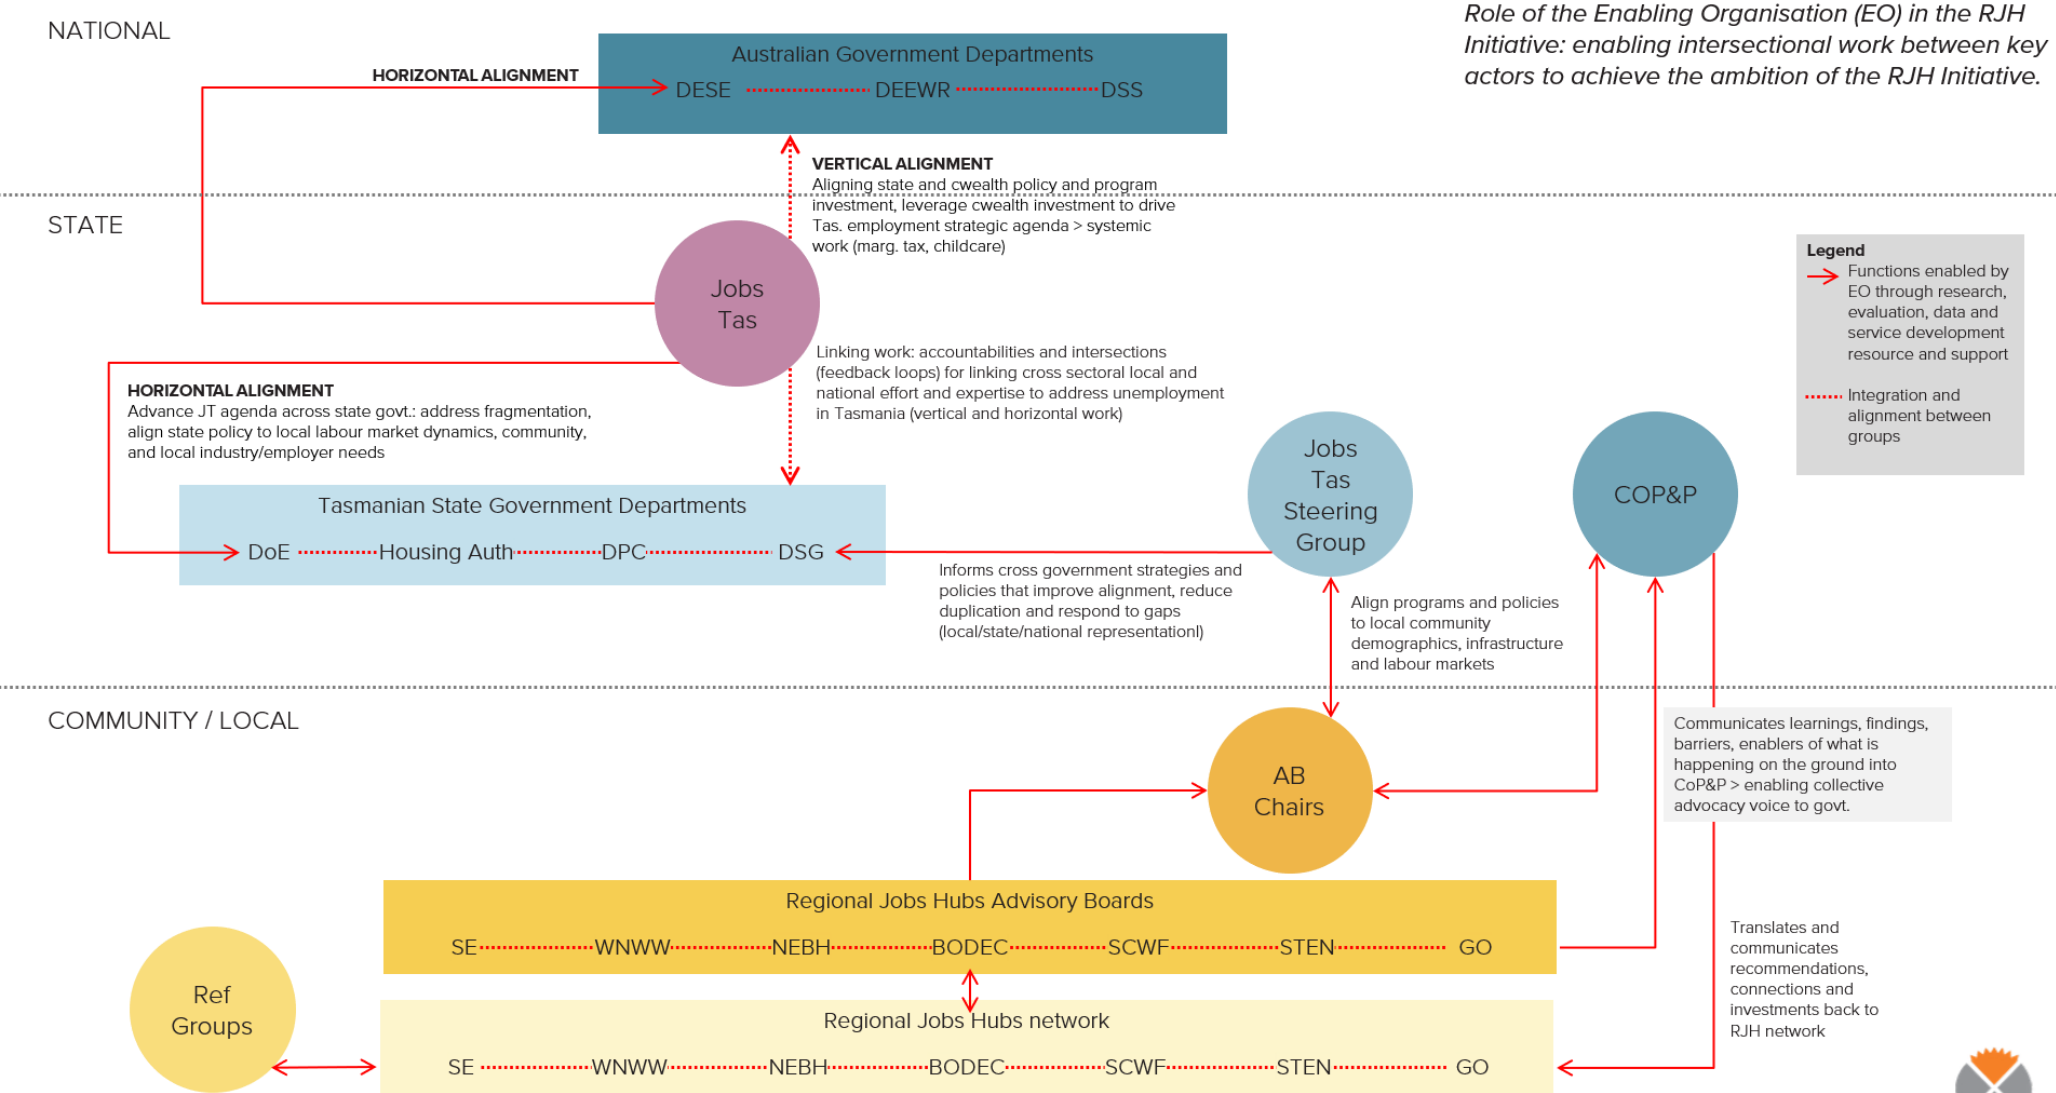 NATIONAL
Role of the Enabling Organisation (EO) in the RJH
Initiative: enabling intersectional work between key
actors to achieve the ambition of the RJH Initiative.
Australian Government Departments
HORIZONTAL ALIGNMENT
DESE DEEWR DSS
VERTICAL ALIGNMENT
Aligning state and cwealth policy and program
investment, leverage cwealth investment to drive
Tas. employment strategic agenda > systemic
work (marg. tax, childcare)
STATE
Legend
Functions enabled by
EO through research,
evaluation, data and
service development
resource and support
Integration and
alignment between
groups
Jobs
Tas
Linking work: accountabilities and intersections
(feedback loops) for linking cross sectoral local and
national effort and expertise to address unemployment
in Tasmania (vertical and horizontal work)
HORIZONTAL ALIGNMENT
Advance JT agenda across state govt.: address fragmentation,
align state policy to local labour market dynamics, community,
and local industry/employer needs
Jobs
Tas
Steering
Group
COP&P
Tasmanian State Government Departments
DoE Housing Auth DPC DSG
Informs cross government strategies and
policies that improve alignment, reduce
duplication and respond to gaps
(local/state/national representationl)
Align programs and policies
to local community
demographics, infrastructure
and labour markets
COMMUNITY / LOCAL
Communicates learnings, findings,
barriers, enablers of what is
happening on the ground into
CoP&P > enabling collective
advocacy voice to govt.
AB
Chairs
Regional Jobs Hubs Advisory Boards
SE WNWW NEBH BODEC SCWF STEN GO
Translates and
communicates
recommendations,
connections and
investments back to
RJH network
Ref
Groups
Regional Jobs Hubs network
SE WNWW NEBH BODEC SCWF STEN GO